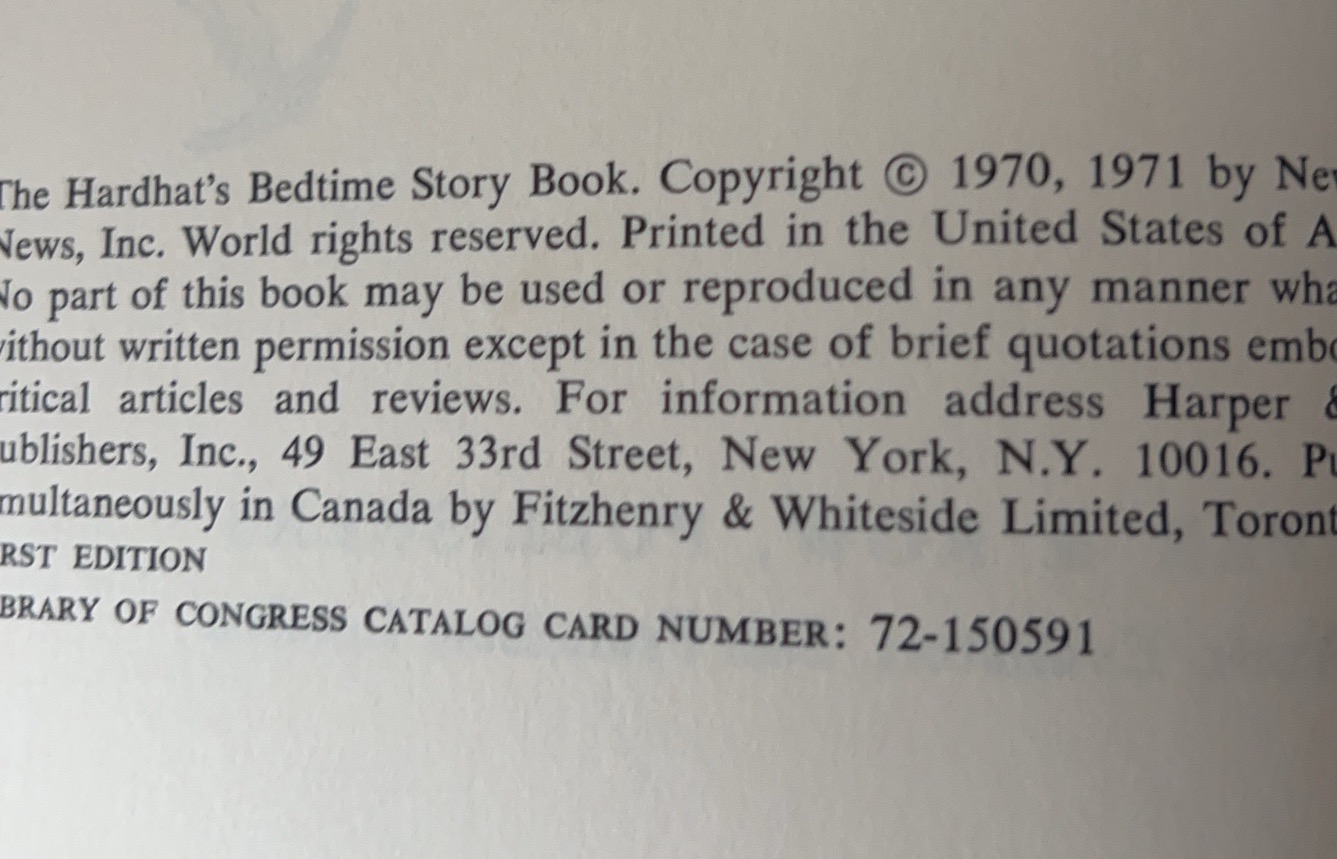 The Hardhat's Bedtime Story Book. Copyright © 1970, 1971 by
News, Inc. World rights reserved. Printed in the United States of A
No part of this book may be used or reproduced in any manner wha
without written permission except in the case of brief quotations emb
ritical articles and reviews. For information address Harper &
ublishers, Inc., 49 East 33rd Street, New York, N.Y. 10016. P
multaneously in Canada by Fitzhenry & Whiteside Limited, Toront
RST EDITION
BRARY OF CONGRESS CATALOG CARD NUMBER: 72-150591